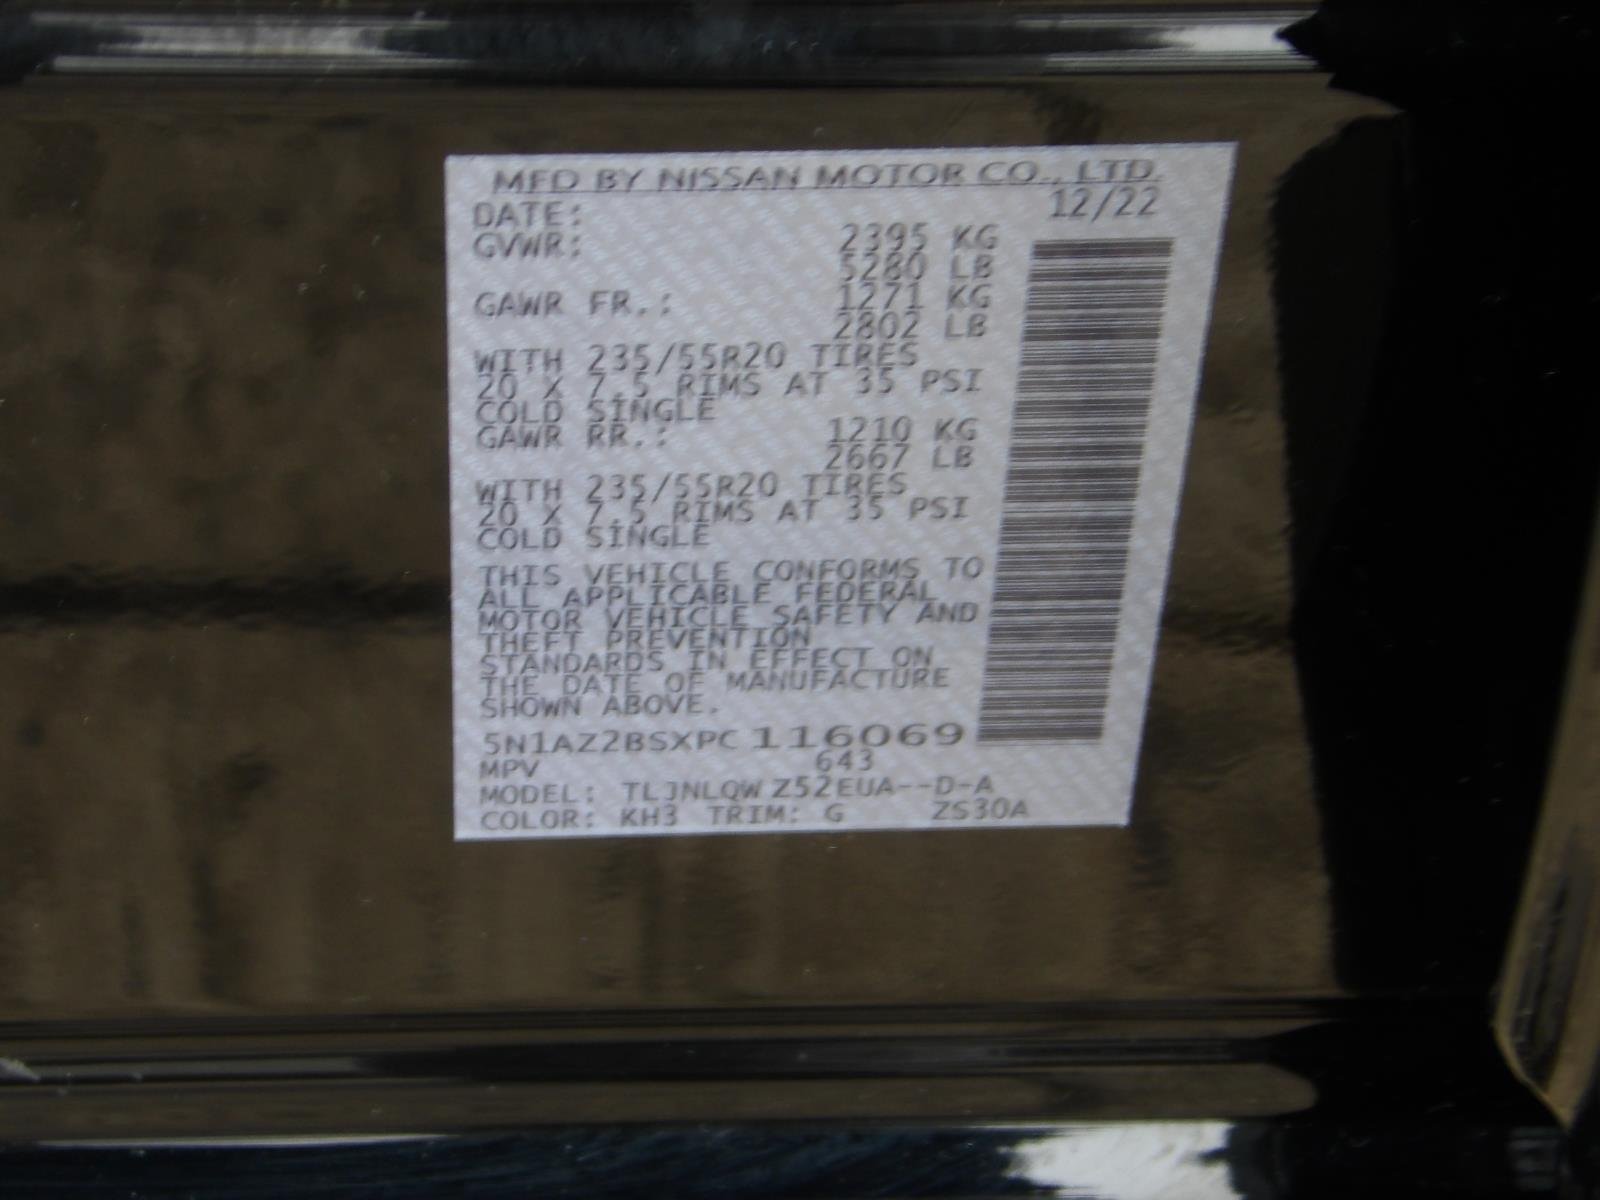 MFD BY NISSAN MOTOR CO., LTD.
DATE: 12/22
GVWR: 2395 KG
5280 LB
GAWR FR.: 1271 KG
2802 LB
WITH 235/55R20 TIRES
20 X 7.5 RIMS AT 35 PSI
COLD SINGLE
GAWR RR.: 1210 KG
2667 LB
WITH 235/55R20 TIRES
20 X 7.5 RIMS AT 35 PSI
COLD SINGLE
THIS VEHICLE CONFORMS TO
ALL APPLICABLE FEDERAL
MOTOR VEHICLE SAFETY AND
THEFT PREVENTION
STANDARDS IN EFFECT ON
THE DATE OF MANUFACTURE
SHOWN ABOVE.
5N1AZ2BSXPC116069
MPV 643
MODEL: TLJNLQW Z52EUA--D-A
COLOR: KH3 TRIM: G ZS30A